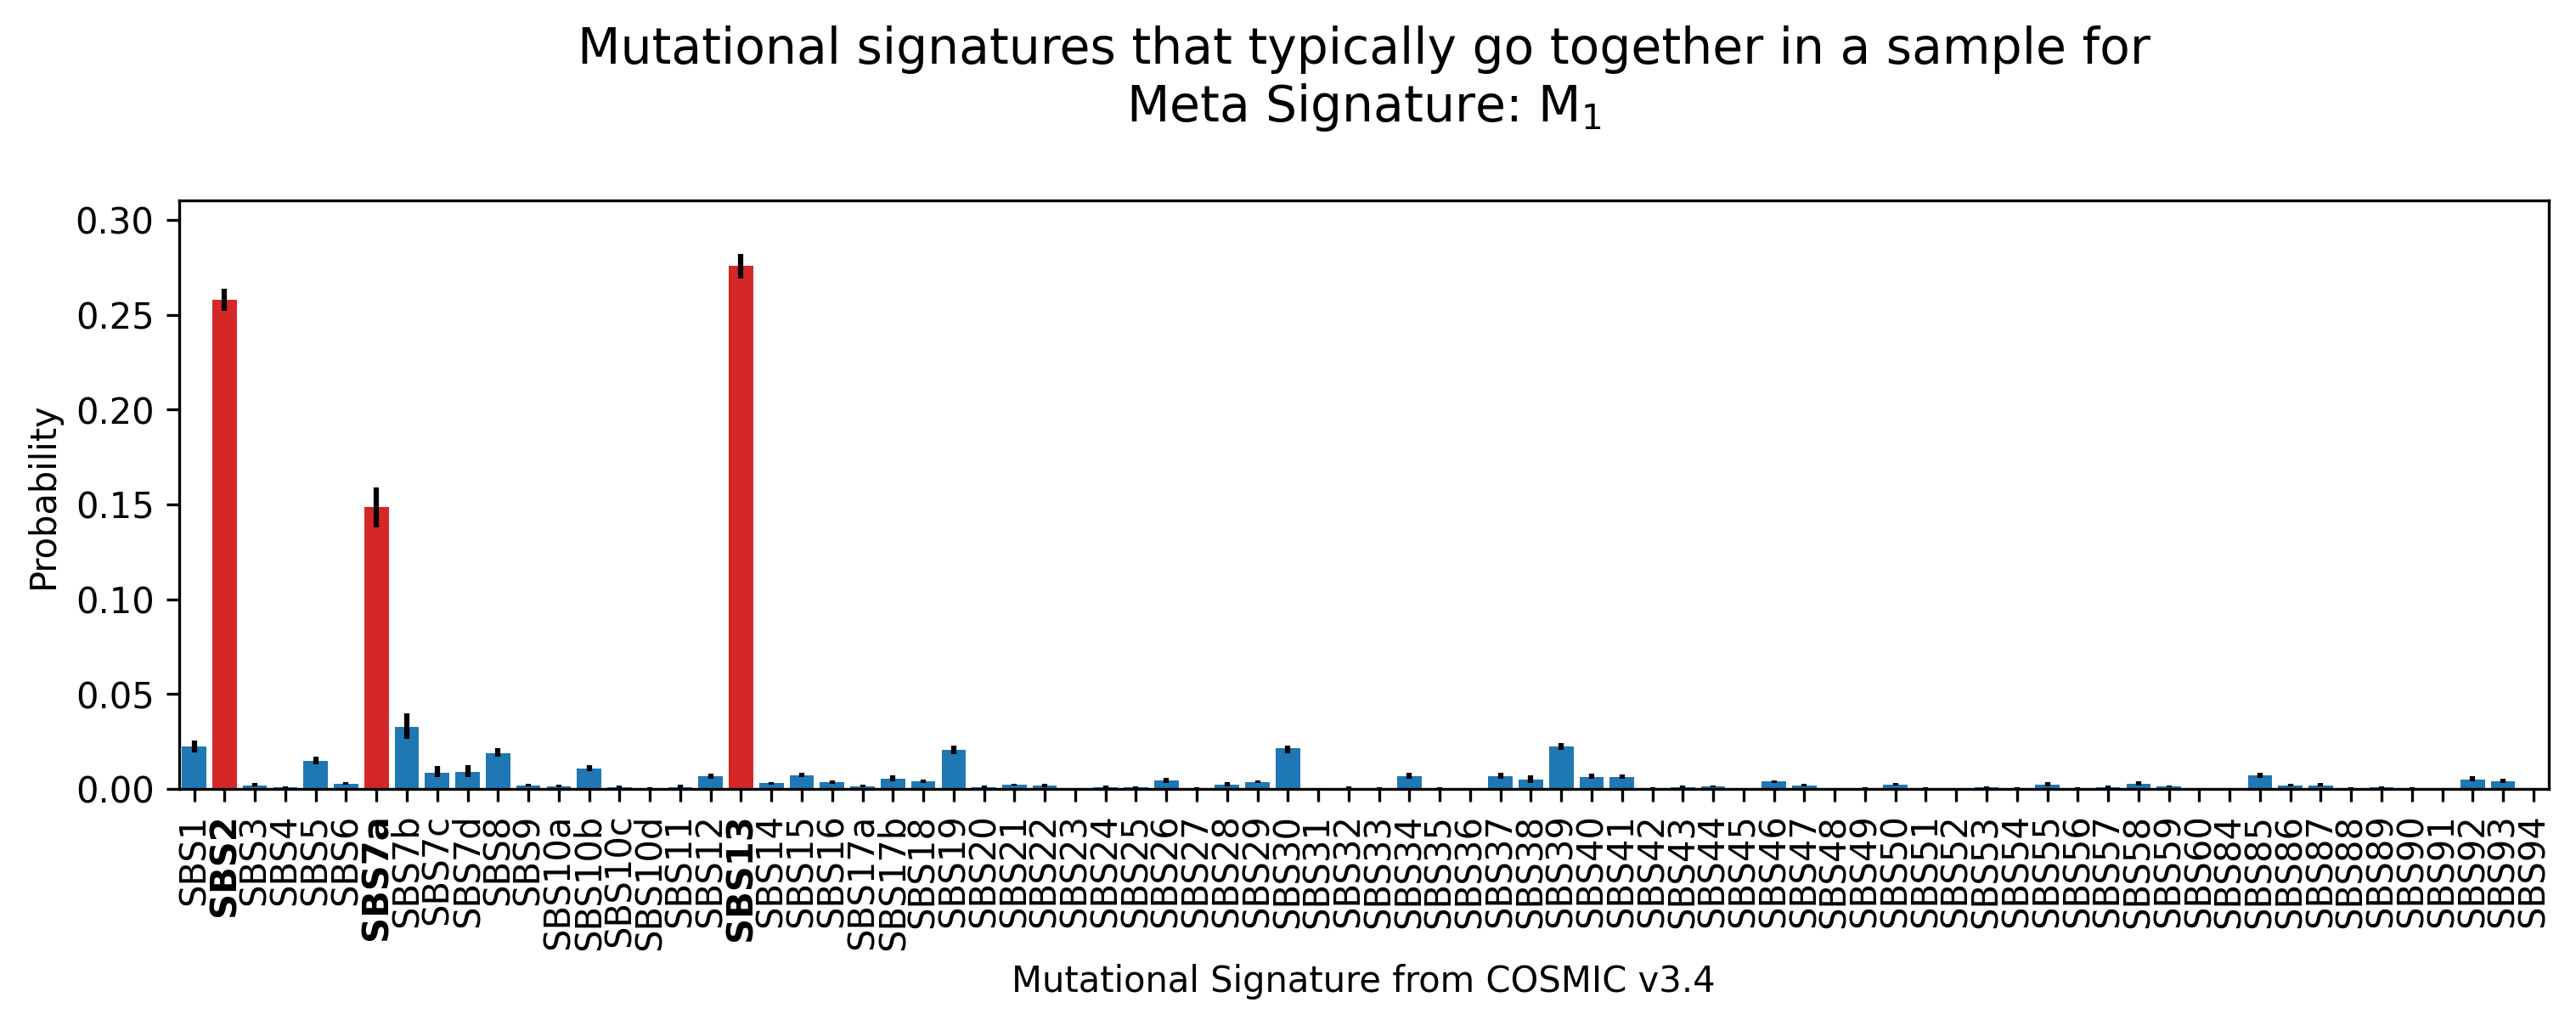 Mutational signatures that typically go together in a sample for
Meta Signature: M₁
0.30
0.25
0.20
0.15
0.10
0.05
0.00
Probability
SBS1
SBS2
SBS3
SBS4
SBS5
SBS6
SBS7a
SBS7b
SBS7c
SBS7d
SBS8
SBS9
SBS10a
SBS10b
SBS10c
SBS10d
SBS11
SBS12
SBS13
SBS14
SBS15
SBS16
SBS17a
SBS17b
SBS18
SBS19
SBS20
SBS21
SBS22
SBS23
SBS24
SBS25
SBS26
SBS27
SBS28
SBS29
SBS30
SBS31
SBS32
SBS33
SBS34
SBS35
SBS36
SBS37
SBS38
SBS39
SBS40
SBS41
SBS42
SBS43
SBS44
SBS45
SBS46
SBS47
SBS48
SBS49
SBS50
SBS51
SBS52
SBS53
SBS54
SBS55
SBS56
SBS57
SBS58
SBS59
SBS60
SBS84
SBS85
SBS86
SBS87
SBS88
SBS89
SBS90
SBS91
SBS92
SBS93
SBS94
Mutational Signature from COSMIC v3.4